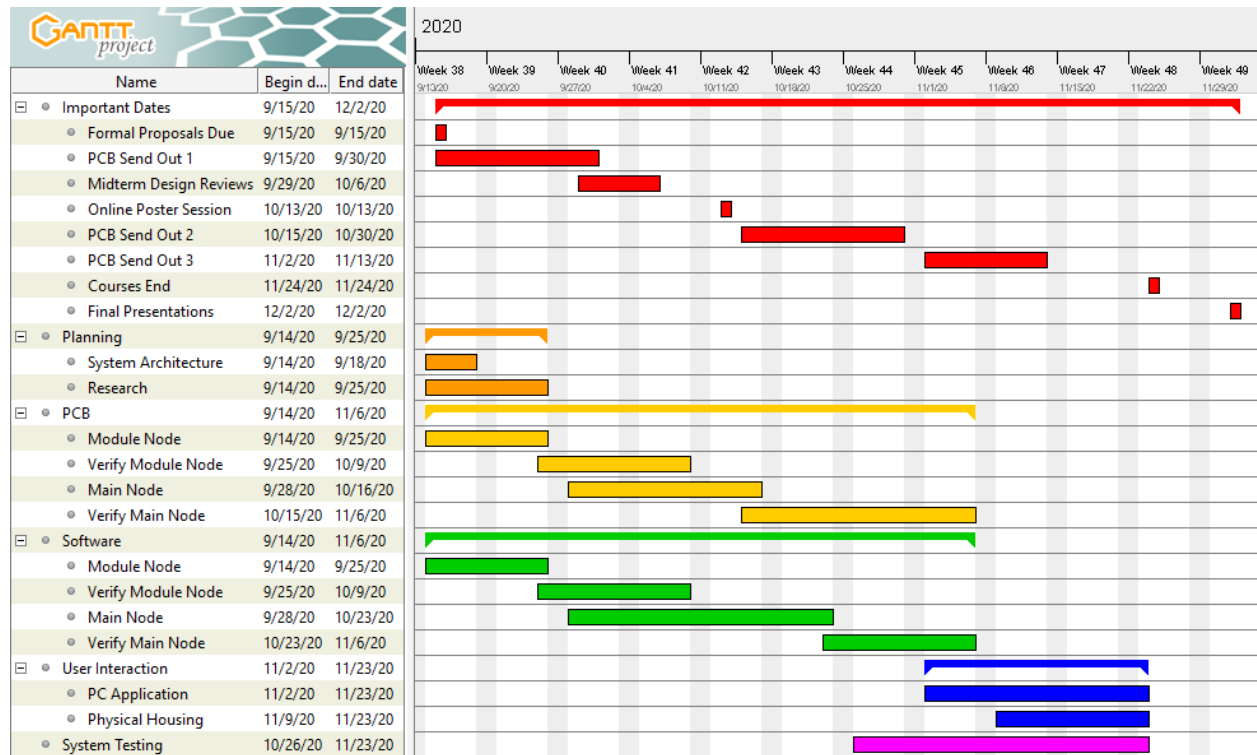 GANTT
project
2020
Week 38 Week 39 Week 40 Week 41 Week 42 Week 43 Week 44 Week 45 Week 46 Week 47 Week 48 Week 49
Name Begin d... End date 9/13/20 9/20/20 9/27/20 10/4/20 10/11/20 10/18/20 10/25/20 11/1/20 11/8/20 11/15/20 11/22/20 11/29/20
Important Dates 9/15/20 12/2/20
Formal Proposals Due 9/15/20 9/15/20
PCB Send Out 1 9/15/20 9/30/20
Midterm Design Reviews 9/29/20 10/6/20
Online Poster Session 10/13/20 10/13/20
PCB Send Out 2 10/15/20 10/30/20
PCB Send Out 3 11/2/20 11/13/20
Courses End 11/24/20 11/24/20
Final Presentations 12/2/20 12/2/20
Planning 9/14/20 9/25/20
System Architecture 9/14/20 9/18/20
Research 9/14/20 9/25/20
PCB 9/14/20 11/6/20
Module Node 9/14/20 9/25/20
Verify Module Node 9/25/20 10/9/20
Main Node 9/28/20 10/16/20
Verify Main Node 10/15/20 11/6/20
Software 9/14/20 11/6/20
Module Node 9/14/20 9/25/20
Verify Module Node 9/25/20 10/9/20
Main Node 9/28/20 10/23/20
Verify Main Node 10/23/20 11/6/20
User Interaction 11/2/20 11/23/20
PC Application 11/2/20 11/23/20
Physical Housing 11/9/20 11/23/20
System Testing 10/26/20 11/23/20